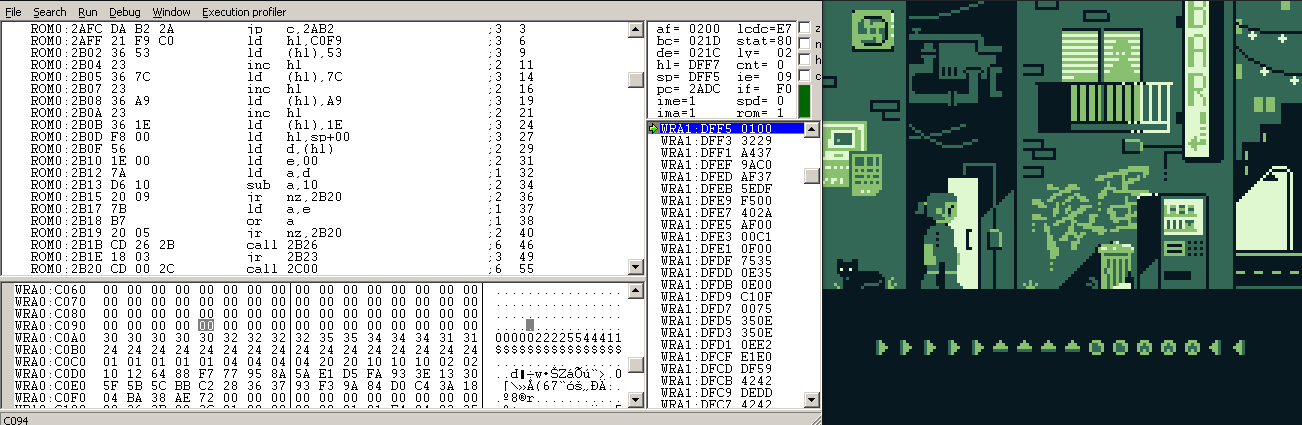 File Search Run Debug Window Execution profiler
ROM0:2AFC DA B2 2A jp c,2AB2 ;3 3
ROM0:2AFF 21 F9 C0 ld hl,C0F9 ;3 6
ROM0:2B02 36 53 ld (hl),53 ;3 9
ROM0:2B04 23 inc hl ;2 11
ROM0:2B05 36 7C ld (hl),7C ;3 14
ROM0:2B07 23 inc hl ;2 16
ROM0:2B08 36 A9 ld (hl),A9 ;3 19
ROM0:2B0A 23 inc hl ;2 21
ROM0:2B0B 36 1E ld (hl),1E ;3 24
ROM0:2B0D F8 00 ld hl,sp+00 ;3 27
ROM0:2B0F 56 ld d,(hl) ;2 29
ROM0:2B10 1E 00 ld e,00 ;2 31
ROM0:2B12 7A ld a,d ;1 32
ROM0:2B13 D6 10 sub a,10 ;2 34
ROM0:2B15 20 09 jr nz,2B20 ;2 36
ROM0:2B17 7B ld a,e ;1 37
ROM0:2B18 B7 or a ;1 38
ROM0:2B19 20 05 jr nz,2B20 ;2 40
ROM0:2B1B CD 26 2B call 2B26 ;6 46
ROM0:2B1E 18 03 jr 2B23 ;3 49
ROM0:2B20 CD 00 2C call 2C00 ;6 55
af= 0200 lcdc=E7 z
bc= 021D stat=80 n
de= 021C lv= 02
hl= DFF7 cnt= 0 h
sp= DFF5 ie= 09 c
pc= 2ADC if= F0
ime=1 spd= 0
ima=1 rom= 1
WRA1:DFF5 0100
WRA1:DFF3 3229
WRA1:DFF1 A437
WRA1:DFEF 9AC0
WRA1:DFED AF37
WRA1:DFEB 5EDF
WRA1:DFE9 F500
WRA1:DFE7 402A
WRA1:DFE5 AF00
WRA1:DFE3 00C1
WRA1:DFE1 0F00
WRA1:DFDF 7535
WRA1:DFDD 0E35
WRA1:DFDB 0E00
WRA1:DFD9 C10F
WRA1:DFD7 0075
WRA1:DFD5 350E
WRA1:DFD3 350E
WRA1:DFD1 0EE2
WRA1:DFCF E1E0
WRA1:DFCD DF59
WRA1:DFCB 4242
WRA1:DFC9 DEDD
WRA1:DFC7 4242
WRA0:C060 00 00 00 00 00 00 00 00 00 00 00 00 00 00 00 00 ................
WRA0:C070 00 00 00 00 00 00 00 00 00 00 00 00 00 00 00 00 ................
WRA0:C080 00 00 00 00 00 00 00 00 00 00 00 00 00 00 00 00 ................
WRA0:C090 00 00 00 00 00 00 00 00 00 00 00 00 00 00 00 00
WRA0:C0A0 30 30 30 30 30 32 32 32 32 35 35 34 34 34 31 31 0000022225544411
WRA0:C0B0 24 24 24 24 24 24 24 24 24 24 24 24 24 24 24 24 $$$$$$$$$$$$$$$$
WRA0:C0C0 01 01 01 01 01 04 04 04 04 20 20 10 10 10 02 02
WRA0:C0D0 10 12 64 88 F7 77 95 8A 5A E1 D5 FA 93 3E 13 30
WRA0:C0E0 5F 5B 5C BB C2 28 36 37 93 F3 9A 84 D0 C4 3A 18
WRA0:C0F0 04 BA 38 AE 72 00 00 00 00 00 00 00 00 00 00 00 .º8®r
C094
BAR